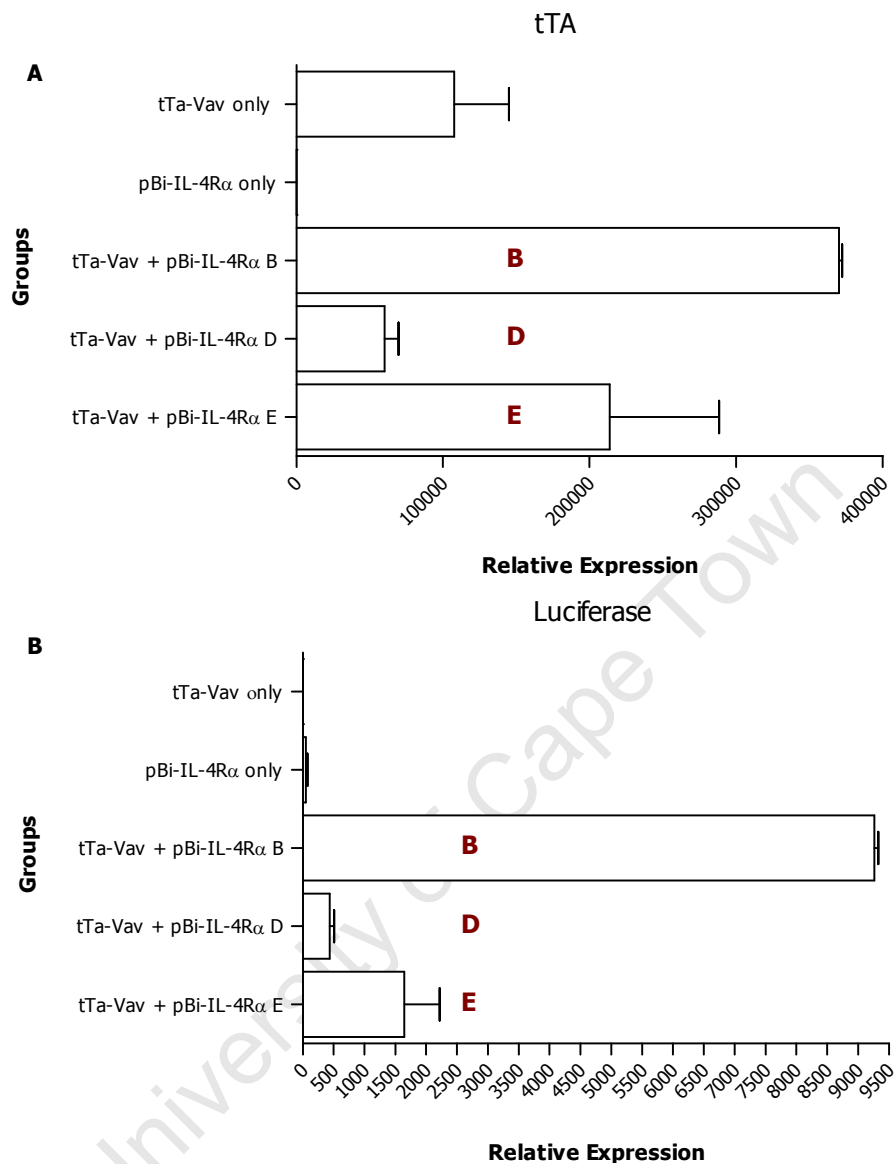 tTA
A
Groups
tTa-Vav only
pBi-IL-4Rα only
tTa-Vav + pBi-IL-4Rα B
B
tTa-Vav + pBi-IL-4Rα D
D
tTa-Vav + pBi-IL-4Rα E
E
0
100000
200000
300000
400000
Relative Expression
Luciferase
B
Groups
tTa-Vav only
pBi-IL-4Rα only
tTa-Vav + pBi-IL-4Rα B
B
tTa-Vav + pBi-IL-4Rα D
D
tTa-Vav + pBi-IL-4Rα E
E
0
500
1000
1500
2000
2500
3000
3500
4000
4500
5000
5500
6000
6500
7000
7500
8000
8500
9000
9500
Relative Expression
University of Cape Town